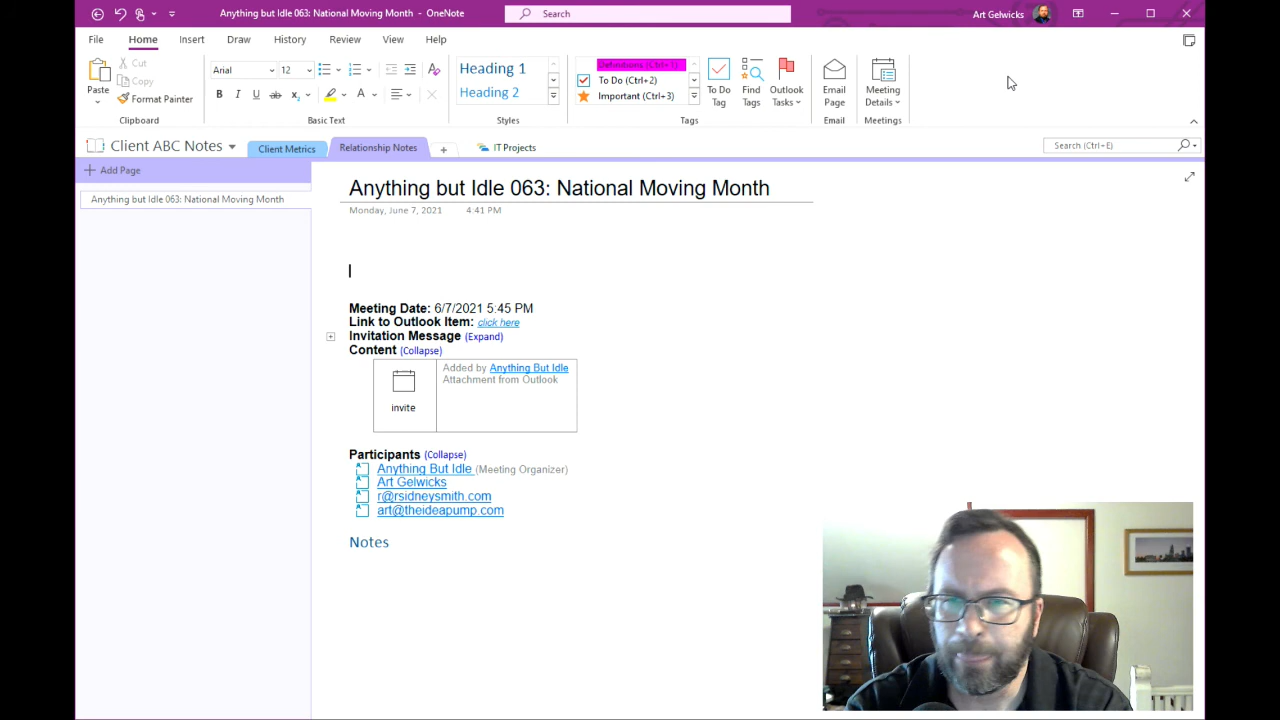 Anything but Idle 063: National Moving Month - OneNote
Search
Art Gelwicks
File Home Insert Draw History Review View Help
Paste
Cut
Copy
Format Painter
Clipboard
Arial 12
B I U ab x₂ A
Basic Text
Heading 1
Heading 2
Styles
Definitions (Ctrl+1)
To Do (Ctrl+2)
Important (Ctrl+3)
To Do Tag
Find Tags
Outlook Tasks
Tags
Email Page
Email
Meeting Details
Meetings
Client ABC Notes Client Metrics Relationship Notes IT Projects Search (Ctrl+E)
Add Page
Anything but Idle 063: National Moving Month
Anything but Idle 063: National Moving Month
Monday, June 7, 2021 4:41 PM
Meeting Date: 6/7/2021 5:45 PM
Link to Outlook Item: click here
Invitation Message (Expand)
Content (Collapse)
invite
Added by Anything But Idle
Attachment from Outlook
Participants (Collapse)
Anything But Idle (Meeting Organizer)
Art Gelwicks
r@rsidneysmith.com
art@theideapump.com
Notes